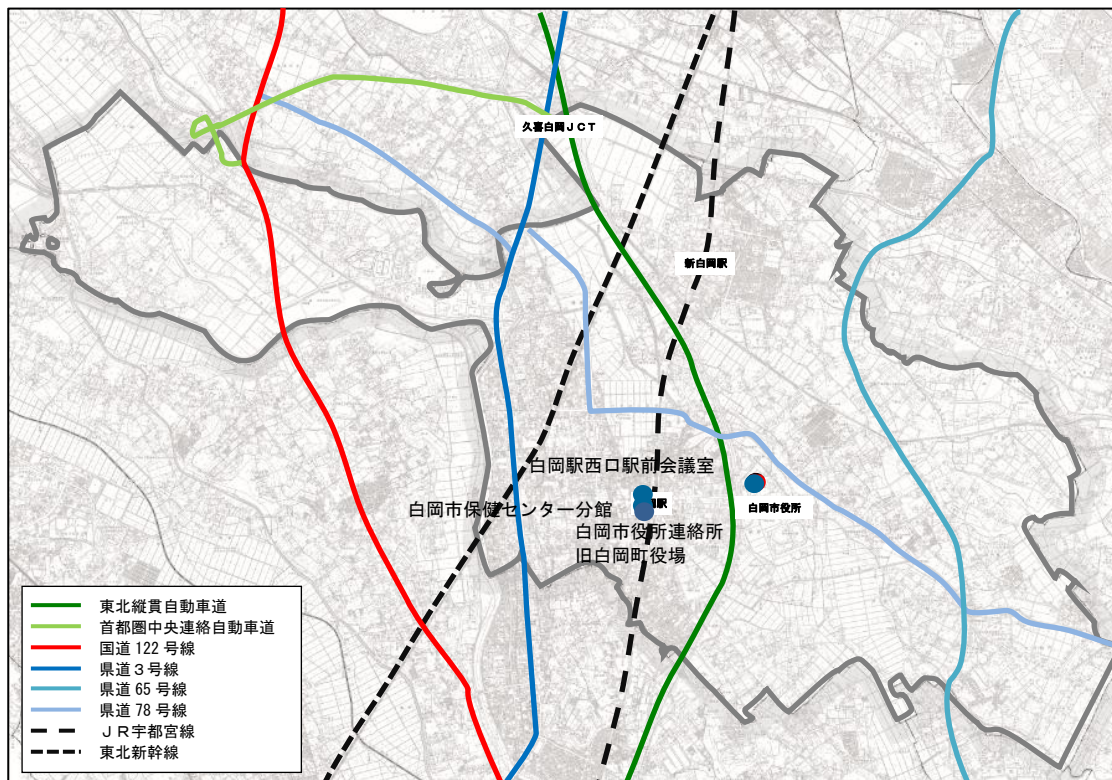 久喜白岡ＪＣＴ
新白岡駅
白岡駅西口駅前会議室
白岡市保健センター分館
駅
白岡市役所
白岡市役所連絡所
旧白岡町役場
東北縦貫自動車道
首都圏中央連絡自動車道
国道 122 号線
県道３号線
県道 65 号線
県道 78 号線
ＪＲ宇都宮線
東北新幹線